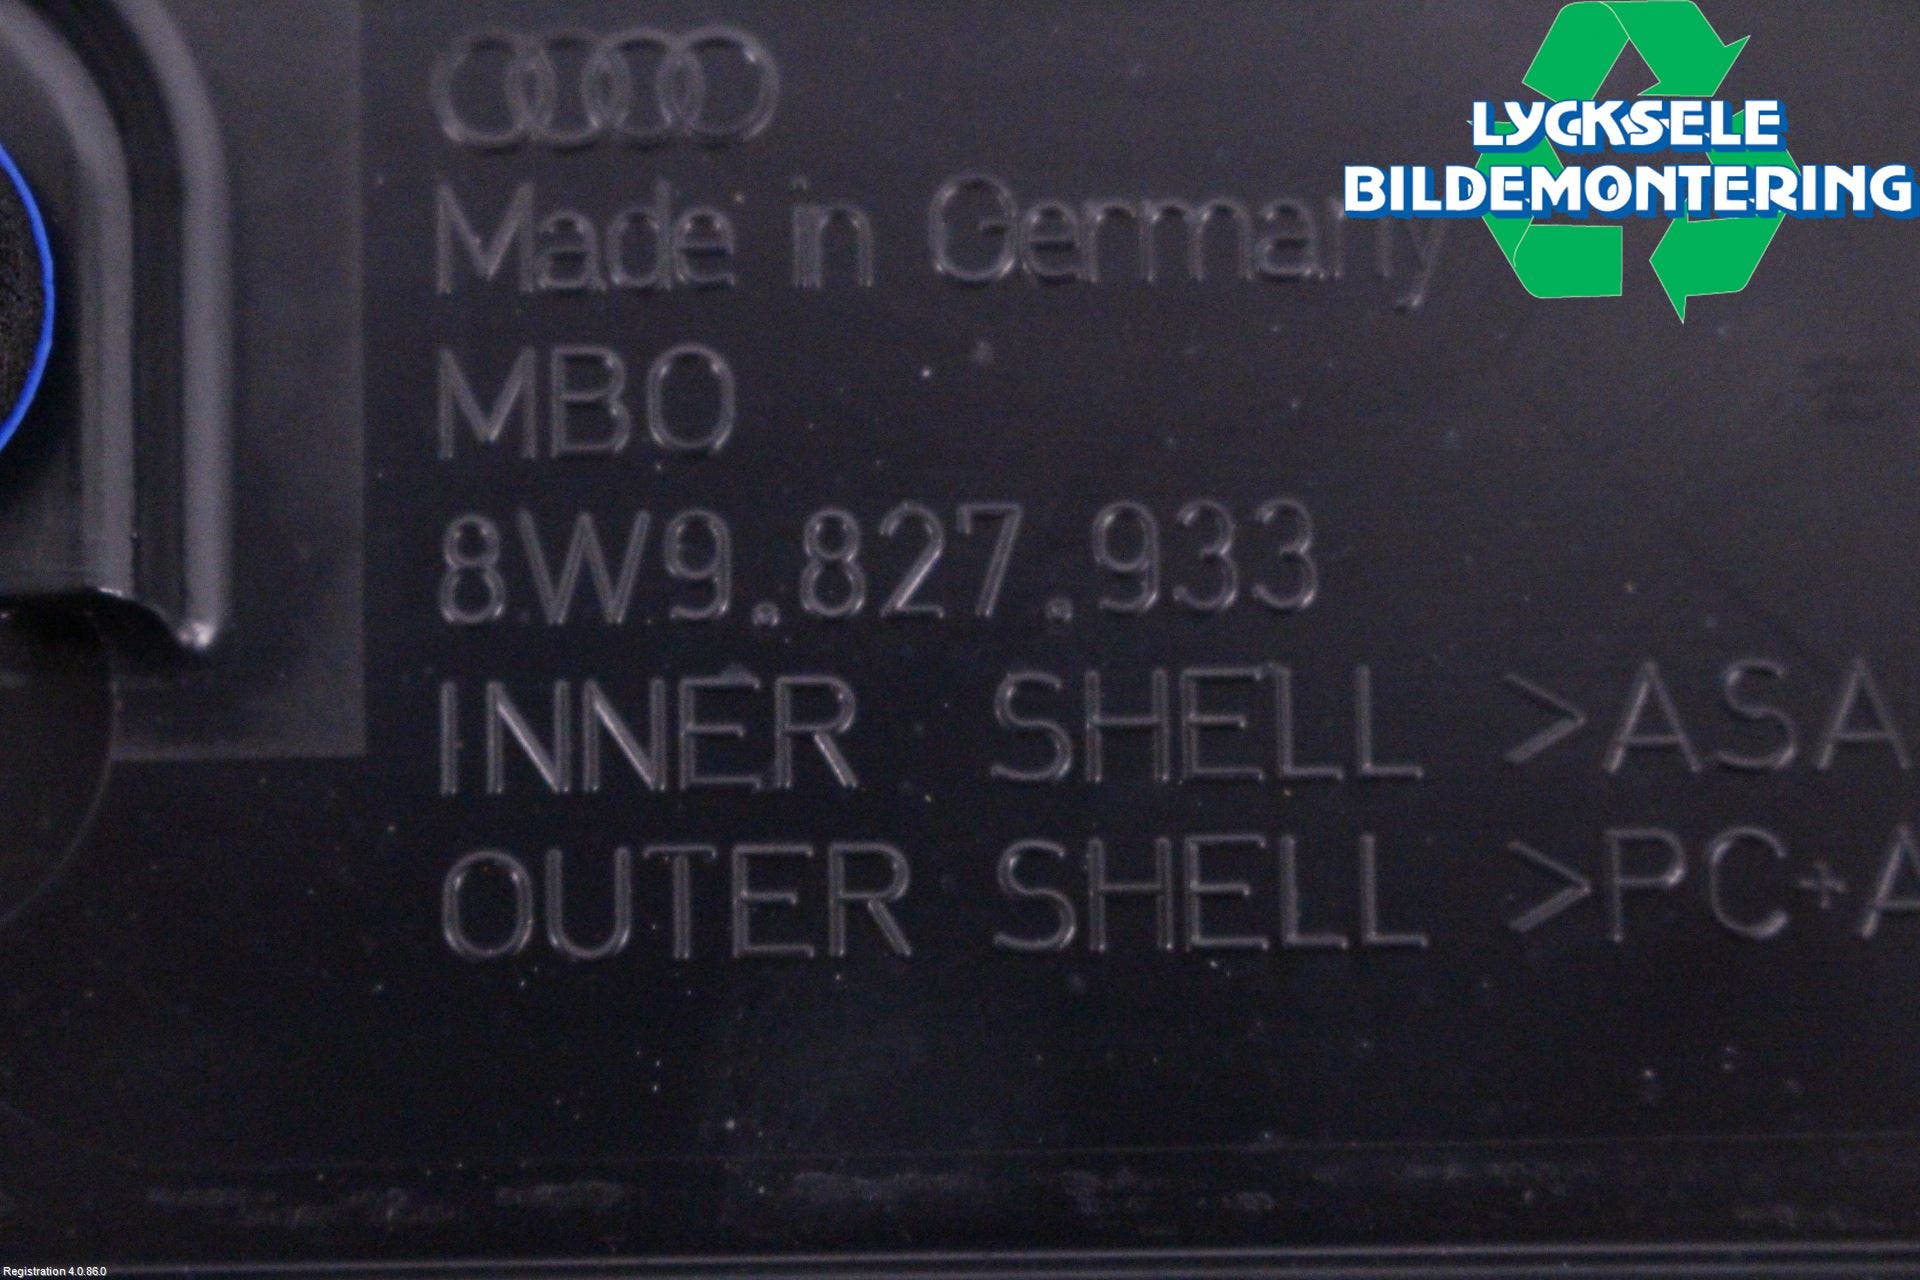 LYCKSELE
BILDEMONTERING
Made in Germany
MBO
8W9.827.933
INNER SHELL >ASA
OUTER SHELL >PC+A
Registration 4.0.86.0